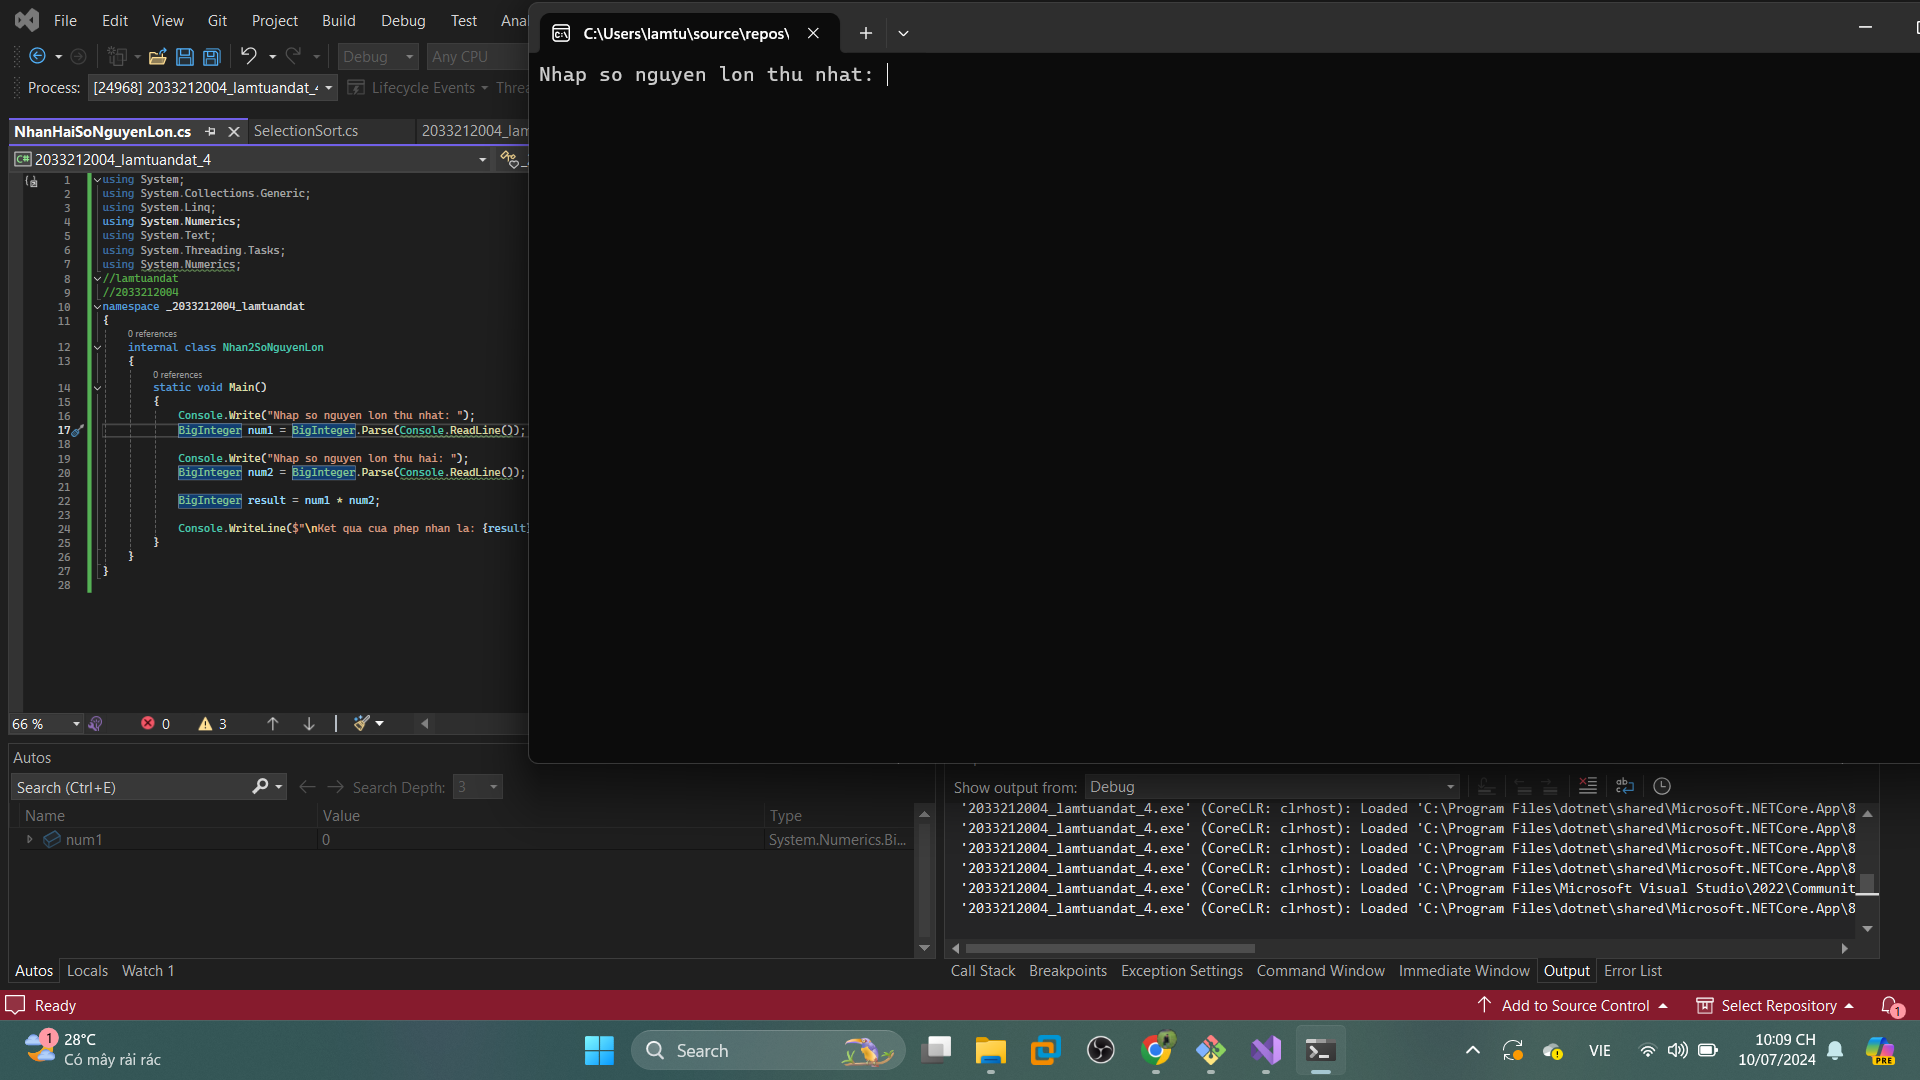 File Edit View Git Project Build Debug Test Ana
Debug Any CPU
Process: [24968] 2033212004_lamtuandat_4 Lifecycle Events Threa
NhanHaiSoNguyenLon.cs SelectionSort.cs 2033212004_lam
C# 2033212004_lamtuandat_4
1 using System;
2 using System.Collections.Generic;
3 using System.Linq;
4 using System.Numerics;
5 using System.Text;
6 using System.Threading.Tasks;
7 using System.Numerics;
8 //lamtuandat
9 //2033212004
10 namespace _2033212004_lamtuandat
11 {
0 references
12 internal class Nhan2SoNguyenLon
13 {
0 references
14 static void Main()
15 {
16 Console.Write("Nhap so nguyen lon thu nhat: ");
17 BigInteger num1 = BigInteger.Parse(Console.ReadLine());
18
19 Console.Write("Nhap so nguyen lon thu hai: ");
20 BigInteger num2 = BigInteger.Parse(Console.ReadLine());
21
22 BigInteger result = num1 * num2;
23
24 Console.WriteLine($"\nKet qua cua phep nhan la: {result}
25 }
26 }
27 }
28
66 % 0 3
C:\Users\lamtu\source\repos\
Nhap so nguyen lon thu nhat:
Autos
Search (Ctrl+E) Search Depth: 3
Name Value Type
num1 0 System.Numerics.Bi...
Autos Locals Watch 1
Show output from: Debug
'2033212004_lamtuandat_4.exe' (CoreCLR: clrhost): Loaded 'C:\Program Files\dotnet\shared\Microsoft.NETCore.App\8
'2033212004_lamtuandat_4.exe' (CoreCLR: clrhost): Loaded 'C:\Program Files\dotnet\shared\Microsoft.NETCore.App\8
'2033212004_lamtuandat_4.exe' (CoreCLR: clrhost): Loaded 'C:\Program Files\dotnet\shared\Microsoft.NETCore.App\8
'2033212004_lamtuandat_4.exe' (CoreCLR: clrhost): Loaded 'C:\Program Files\dotnet\shared\Microsoft.NETCore.App\8
'2033212004_lamtuandat_4.exe' (CoreCLR: clrhost): Loaded 'C:\Program Files\Microsoft Visual Studio\2022\Communit
'2033212004_lamtuandat_4.exe' (CoreCLR: clrhost): Loaded 'C:\Program Files\dotnet\shared\Microsoft.NETCore.App\8
Call Stack Breakpoints Exception Settings Command Window Immediate Window Output Error List
Ready Add to Source Control Select Repository 1
1 28°C
Có mây rải rác
Search
VIE
10:09 CH
10/07/2024
PRE